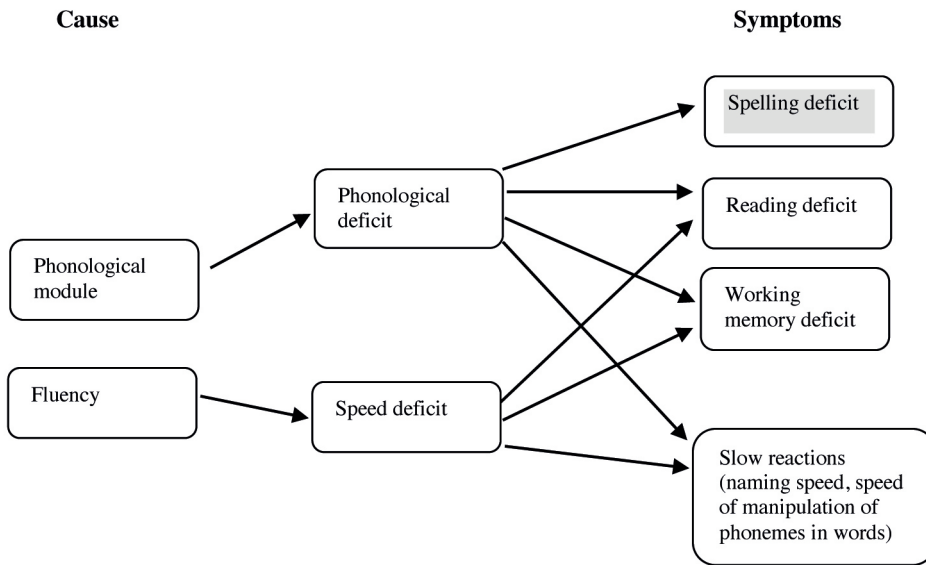 Cause
Symptoms
Spelling deficit
Phonological
deficit
Reading deficit
Phonological
module
Working
memory deficit
Fluency
Speed deficit
Slow reactions
(naming speed, speed
of manipulation of
phonemes in words)